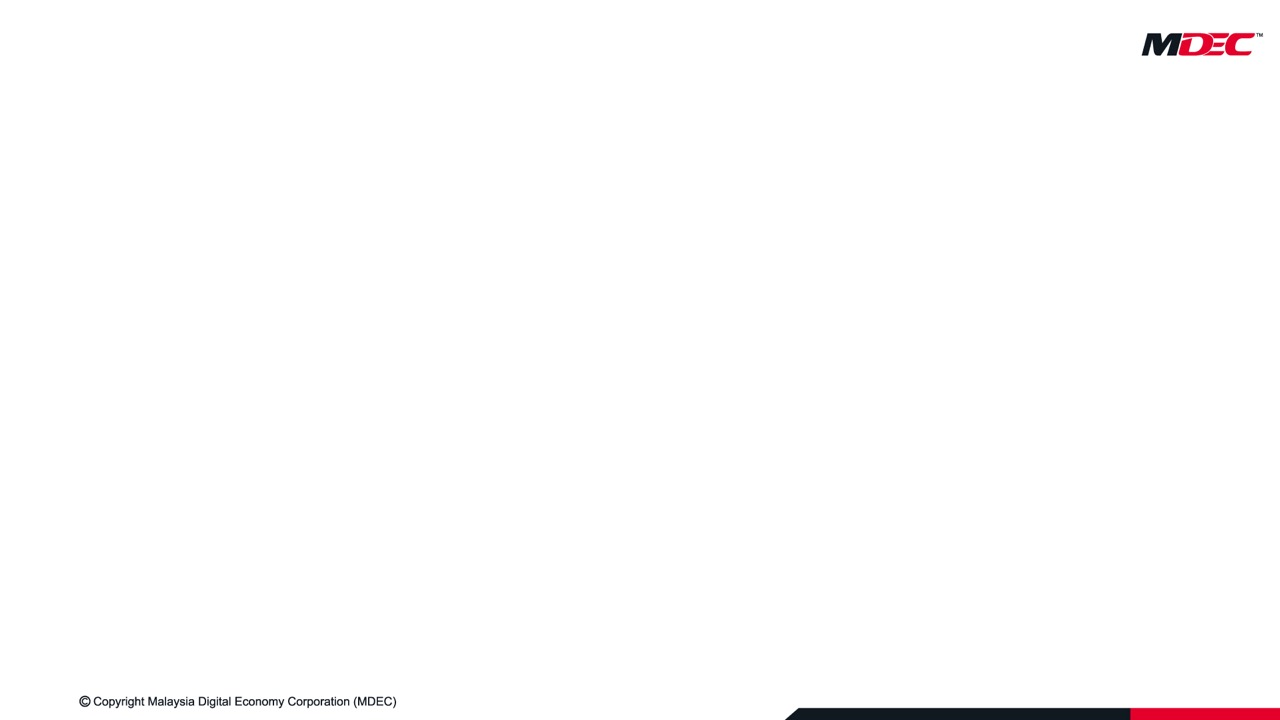 MDEC™
© Copyright Malaysia Digital Economy Corporation (MDEC)